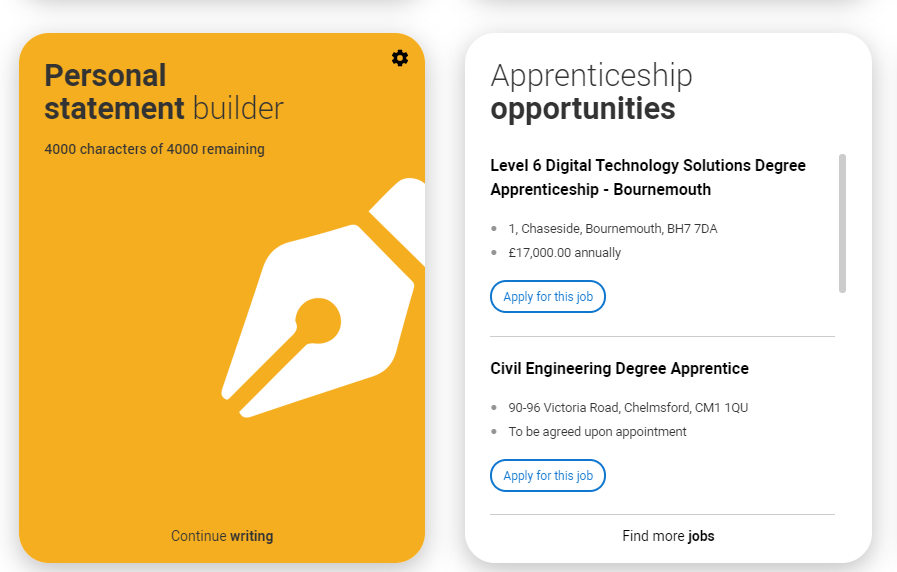 Personal
statement builder
4000 characters of 4000 remaining
Continue writing
Apprenticeship
opportunities
Level 6 Digital Technology Solutions Degree
Apprenticeship - Bournemouth
1, Chaseside, Bournemouth, BH7 7DA
£17,000.00 annually
Apply for this job
Civil Engineering Degree Apprentice
90-96 Victoria Road, Chelmsford, CM1 1QU
To be agreed upon appointment
Apply for this job
Find more jobs